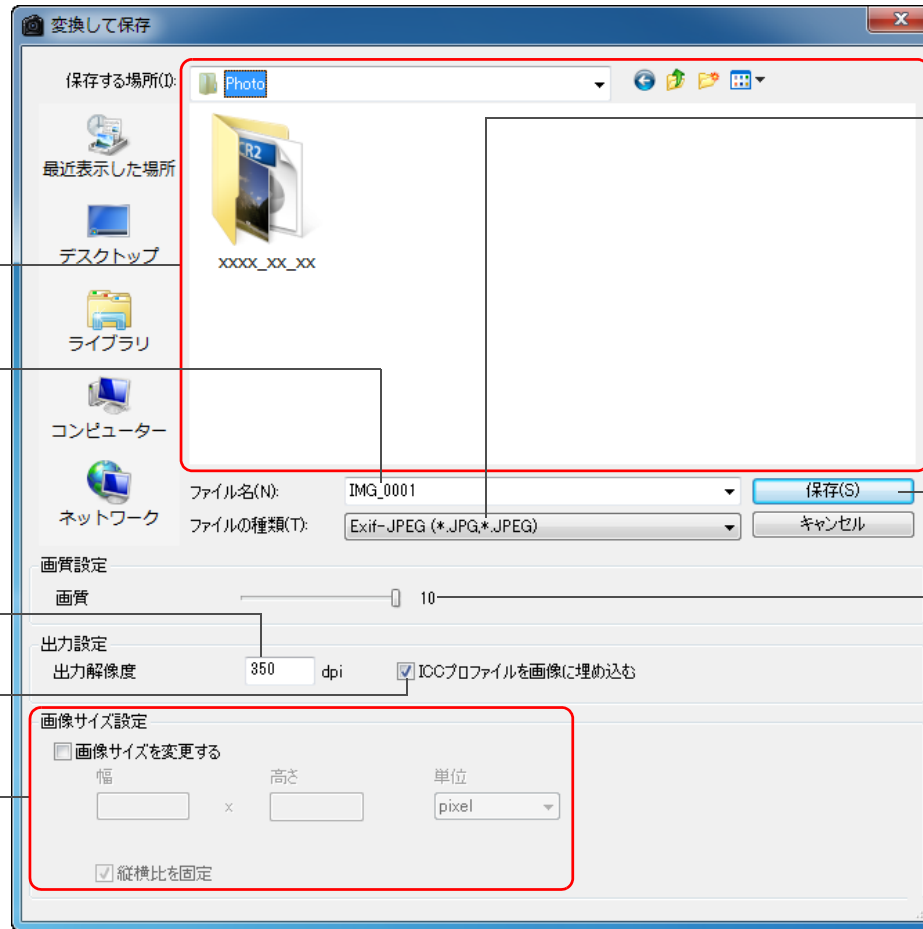 変換して保存
保存する場所(I):
Photo
最近表示した場所
CR2
xxxx_xx_xx
デスクトップ
ライブラリ
コンピューター
ネットワーク
ファイル名(N): IMG_0001 保存(S)
ファイルの種類(T): Exif-JPEG (*.JPG,*.JPEG) キャンセル
画質設定
画質 10
出力設定
出力解像度 350 dpi ICCプロファイルを画像に埋め込む
画像サイズ設定
画像サイズを変更する
幅 高さ 単位
x pixel
縦横比を固定